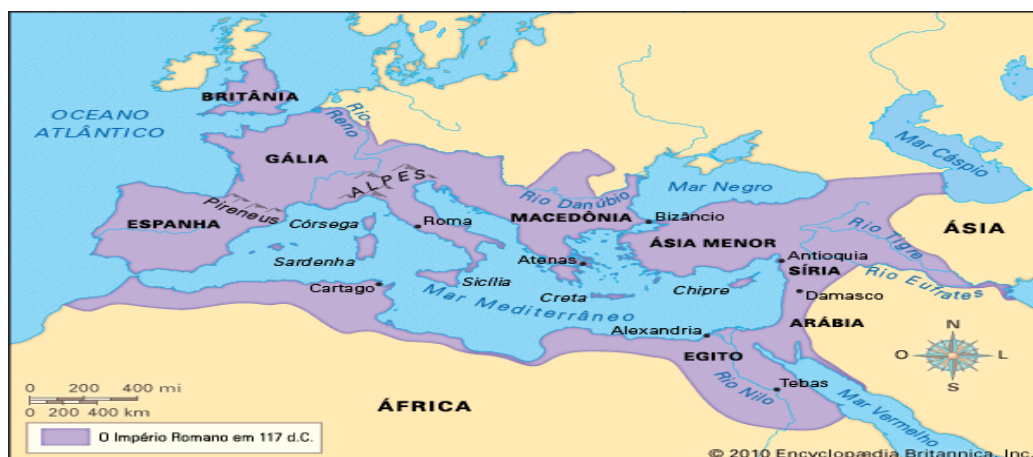 BRITÂNIA
OCEANO
ATLÂNTICO
Rio
Reno
GÁLIA
ALPES
Mar Cáspio
Mar Negro
Rio Danúbio
Pireneus
ESPANHA
Córsega
Roma
MACEDÔNIA
Bizâncio
ÁSIA
Rio Tigre
ÁSIA MENOR
Sardenha
Atenas
Antioquia
SÍRIA
Rio Eufrates
Cartago
Sicília
Creta
Chipre
Damasco
Mar Mediterrâneo
ARÁBIA
Alexandria
N
O L
S
EGITO
Tebas
Rio Nilo
Mar Vermelho
0 200 400 mi
0 200 400 km
ÁFRICA
O Império Romano em 117 d.C.
© 2010 Encyclopædia Britannica, Inc.